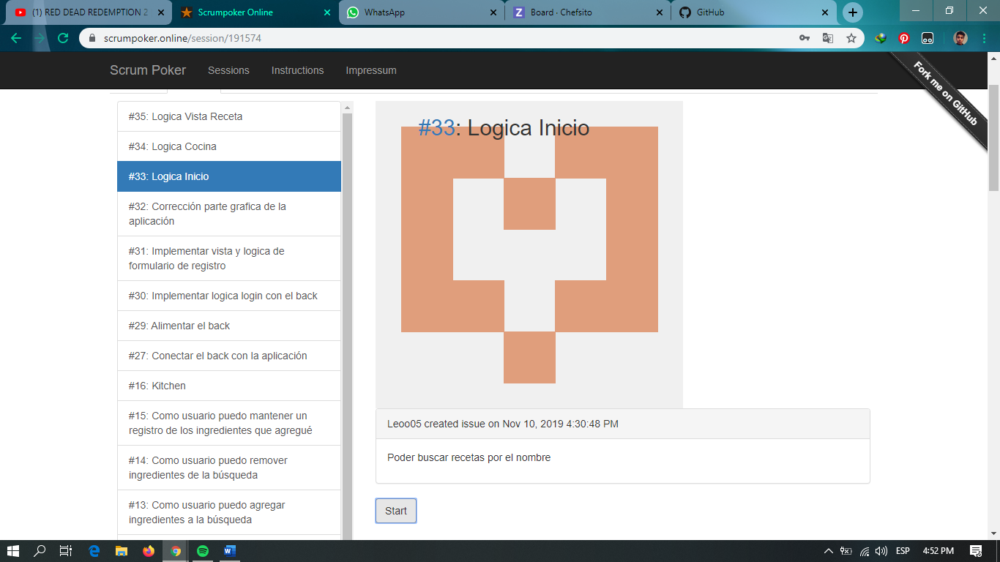 (1) RED DEAD REDEMPTION 2
Scrumpoker Online
WhatsApp
Board · Chefsito
GitHub
scrumpoker.online/session/191574
Scrum Poker
Sessions
Instructions
Impressum
Fork me on GitHub
#35: Logica Vista Receta
#34: Logica Cocina
#33: Logica Inicio
#32: Corrección parte grafica de la
aplicación
#31: Implementar vista y logica de
formulario de registro
#30: Implementar logica login con el back
#29: Alimentar el back
#27: Conectar el back con la aplicación
#16: Kitchen
#15: Como usuario puedo mantener un
registro de los ingredientes que agregué
#14: Como usuario puedo remover
ingredientes de la búsqueda
#13: Como usuario puedo agregar
ingredientes a la búsqueda
#33: Logica Inicio
Leoo05 created issue on Nov 10, 2019 4:30:48 PM
Poder buscar recetas por el nombre
Start
ESP
4:52 PM